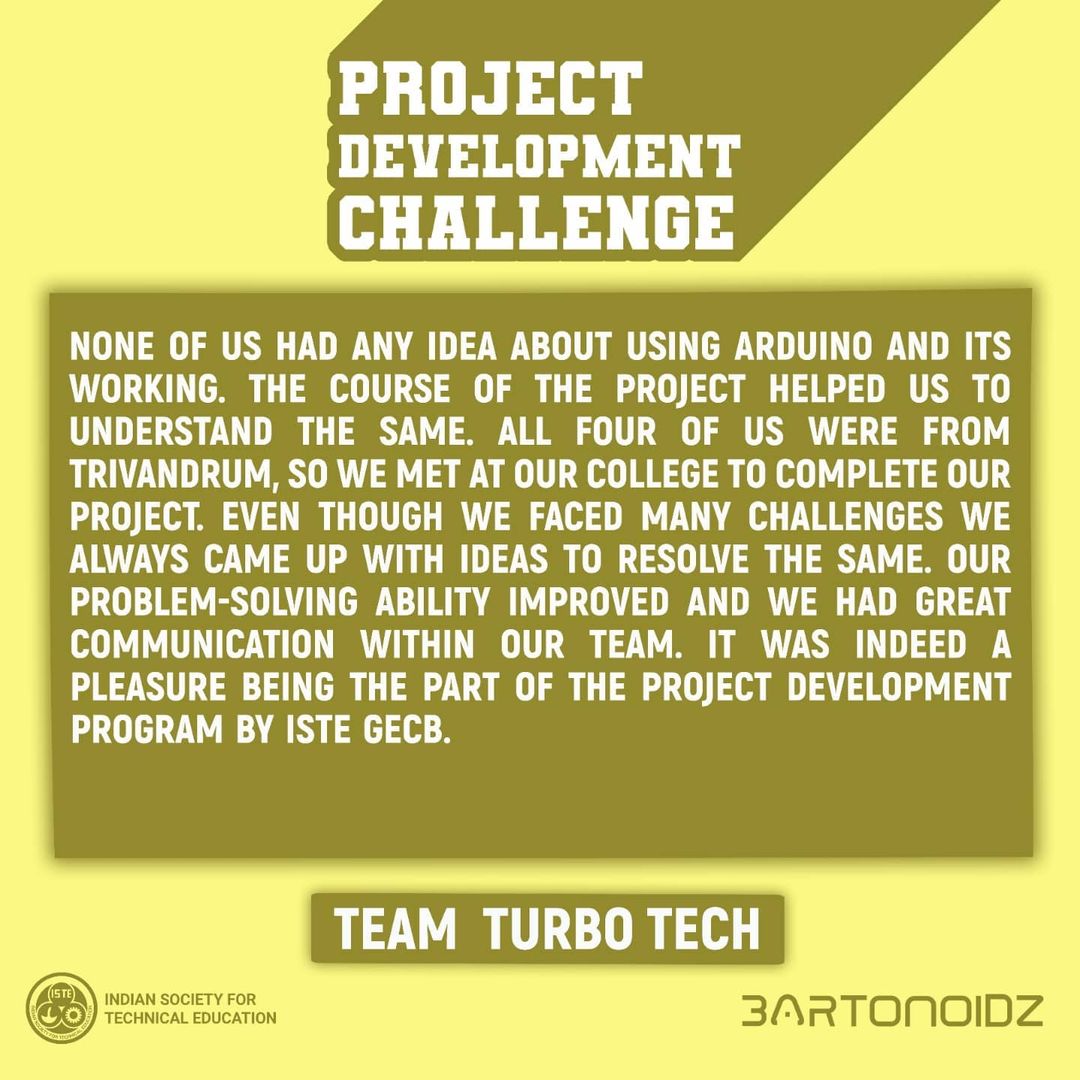 PROJECT
DEVELOPMENT
CHALLENGE
NONE OF US HAD ANY IDEA ABOUT USING ARDUINO AND ITS
WORKING. THE COURSE OF THE PROJECT HELPED US TO
UNDERSTAND THE SAME. ALL FOUR OF US WERE FROM
TRIVANDRUM, SO WE MET AT OUR COLLEGE TO COMPLETE OUR
PROJECT. EVEN THOUGH WE FACED MANY CHALLENGES WE
ALWAYS CAME UP WITH IDEAS TO RESOLVE THE SAME. OUR
PROBLEM-SOLVING ABILITY IMPROVED AND WE HAD GREAT
COMMUNICATION WITHIN OUR TEAM. IT WAS INDEED A
PLEASURE BEING THE PART OF THE PROJECT DEVELOPMENT
PROGRAM BY ISTE GECB.
TEAM TURBO TECH
ISTE
INDIAN SOCIETY FOR
TECHNICAL EDUCATION
BARTONOIDZ